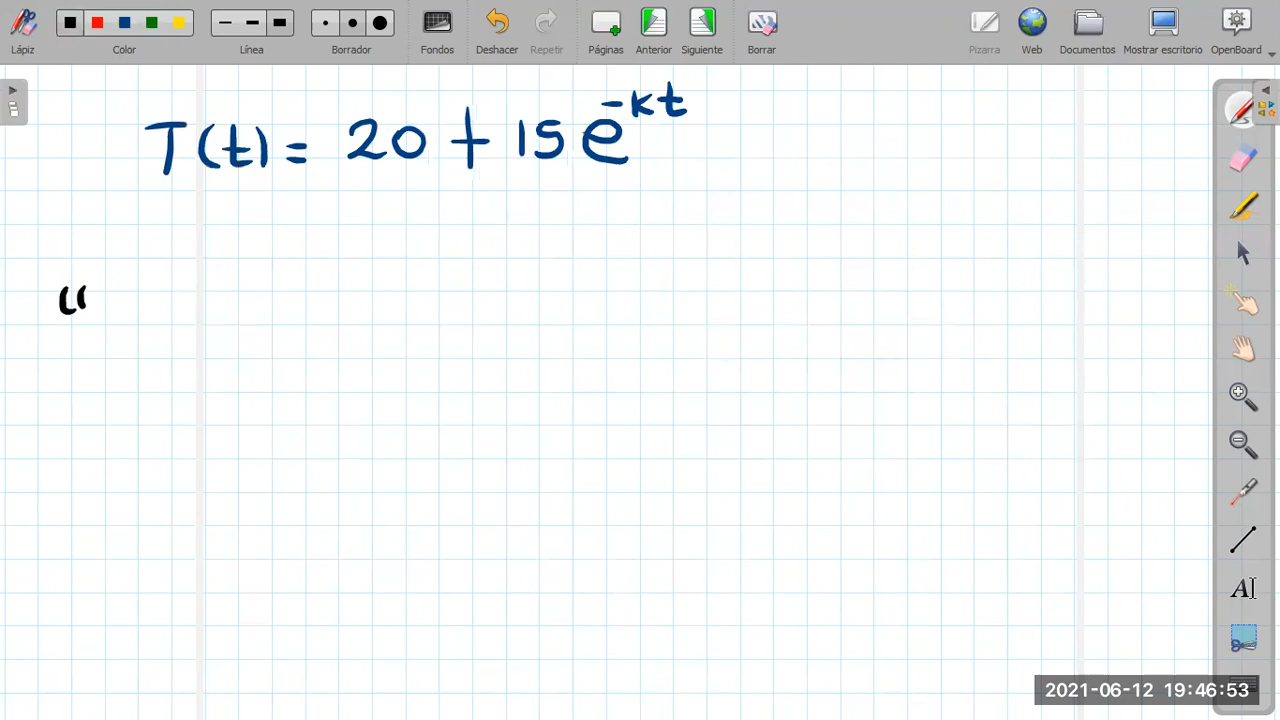 Lápiz Color Línea Borrador Fondos Deshacer Repetir Páginas Anterior Siguiente Borrar Pizarra Web Documentos Mostrar escritorio OpenBoard
T(t) = 20 + 15 e^{-kt}
“
A
2021-06-12 19:46:53